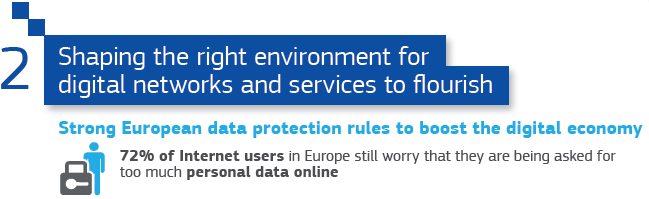 2
Shaping the right environment for
digital networks and services to flourish
Strong European data protection rules to boost the digital economy
72% of Internet users in Europe still worry that they are being asked for
too much personal data online